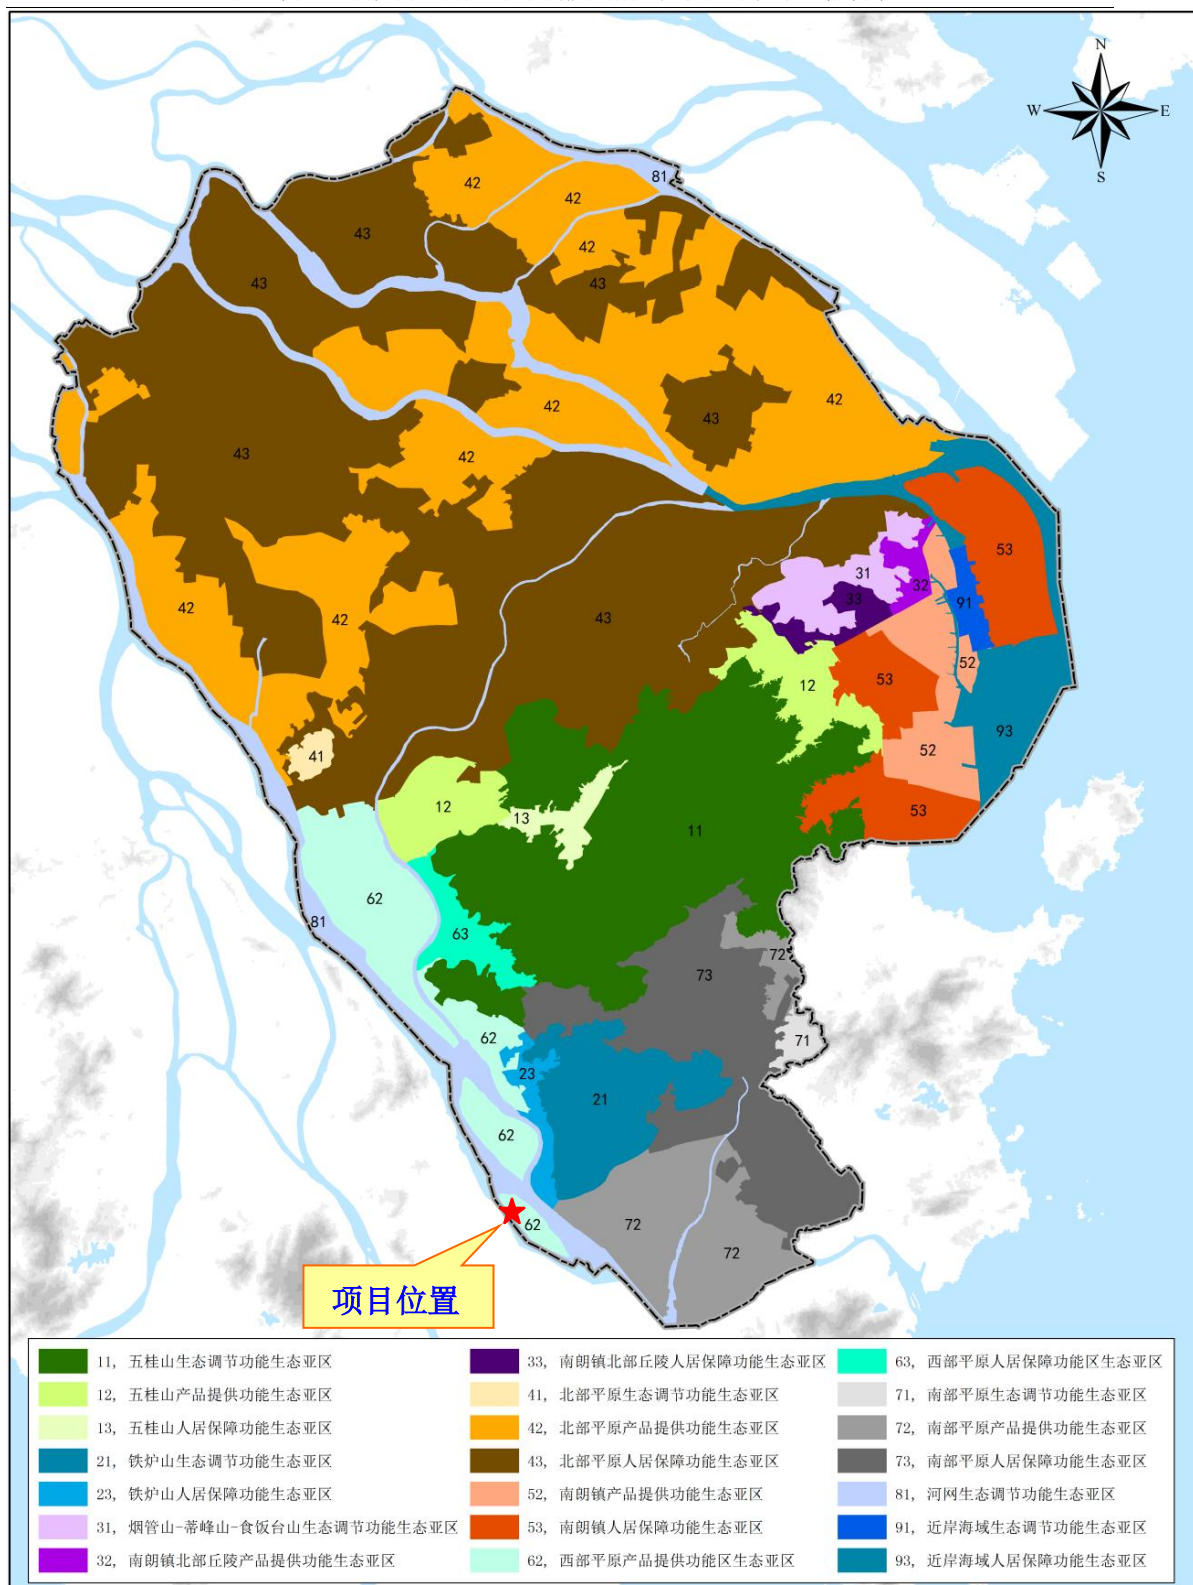 N
W E
S
81
42
42
43
42
43
43
42
43
42
43
42
53
31
32
33
91
42
42
43
52
53
12
93
52
41
12
13
11
53
62
81
63
72
73
62
71
23
21
62
62
72
72
项目位置
11, 五桂山生态调节功能生态亚区
12, 五桂山产品提供功能生态亚区
13, 五桂山人居保障功能生态亚区
21, 铁炉山生态调节功能生态亚区
23, 铁炉山人居保障功能生态亚区
31, 烟管山-蒂峰山-食饭台山生态调节功能生态亚区
32, 南朗镇北部丘陵产品提供功能生态亚区
33, 南朗镇北部丘陵人居保障功能生态亚区
41, 北部平原生态调节功能生态亚区
42, 北部平原产品提供功能生态亚区
43, 北部平原人居保障功能生态亚区
52, 南朗镇产品提供功能生态亚区
53, 南朗镇人居保障功能生态亚区
62, 西部平原产品提供功能区生态亚区
63, 西部平原人居保障功能区生态亚区
71, 南部平原生态调节功能生态亚区
72, 南部平原产品提供功能生态亚区
73, 南部平原人居保障功能生态亚区
81, 河网生态调节功能生态亚区
91, 近岸海域生态调节功能生态亚区
93, 近岸海域人居保障功能生态亚区